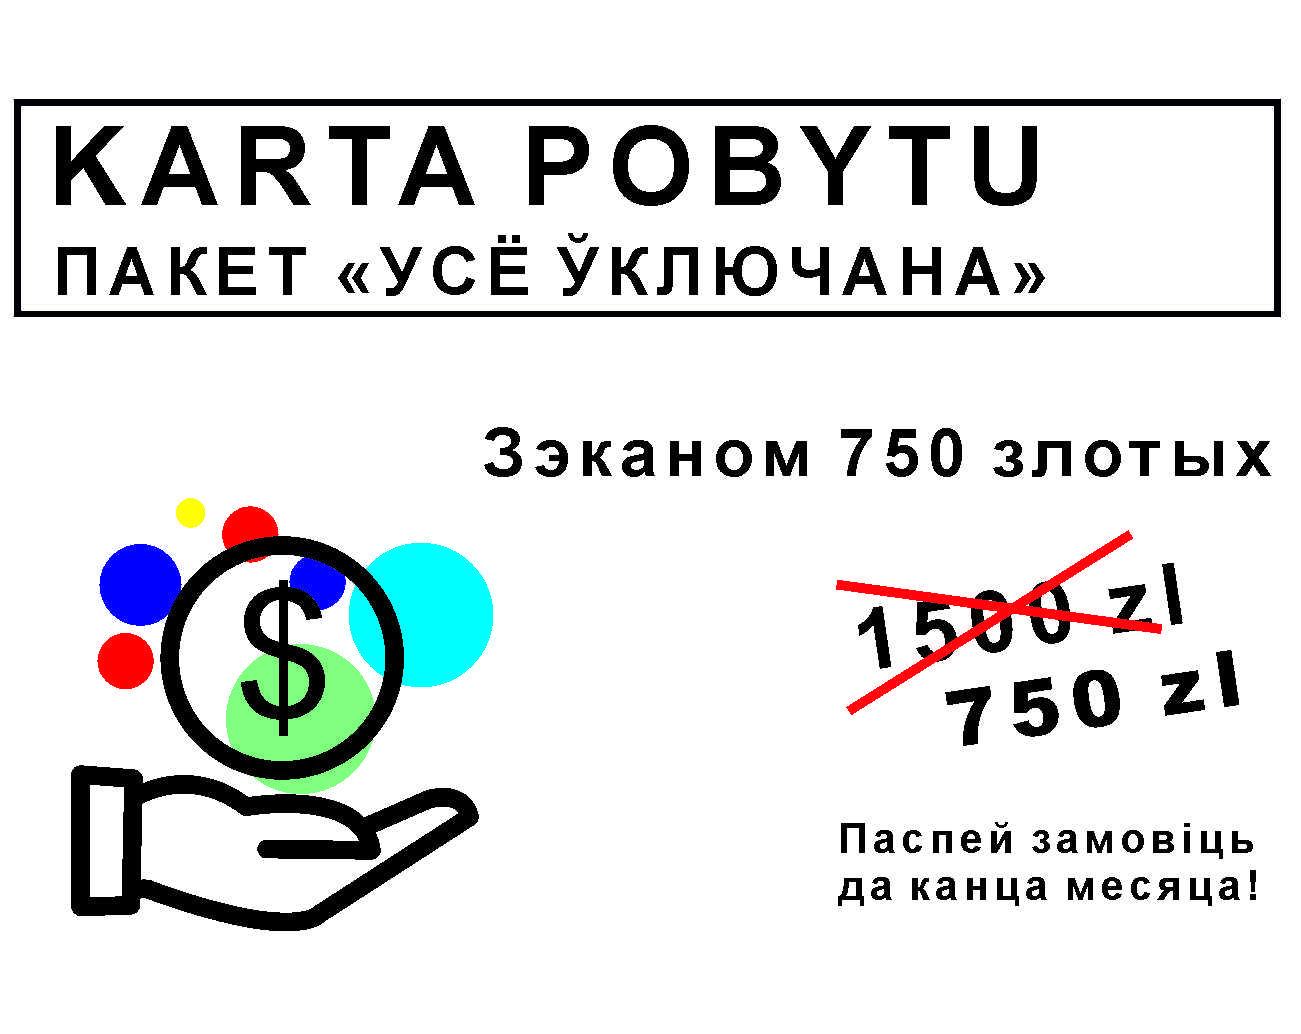 KARTA POBYTU
ПАКЕТ «УСЁ ЎКЛЮЧАНА»
Зэканом 750 злотых
$
1500 zl
750 zl
Паспей замовіць
да канца месяца!